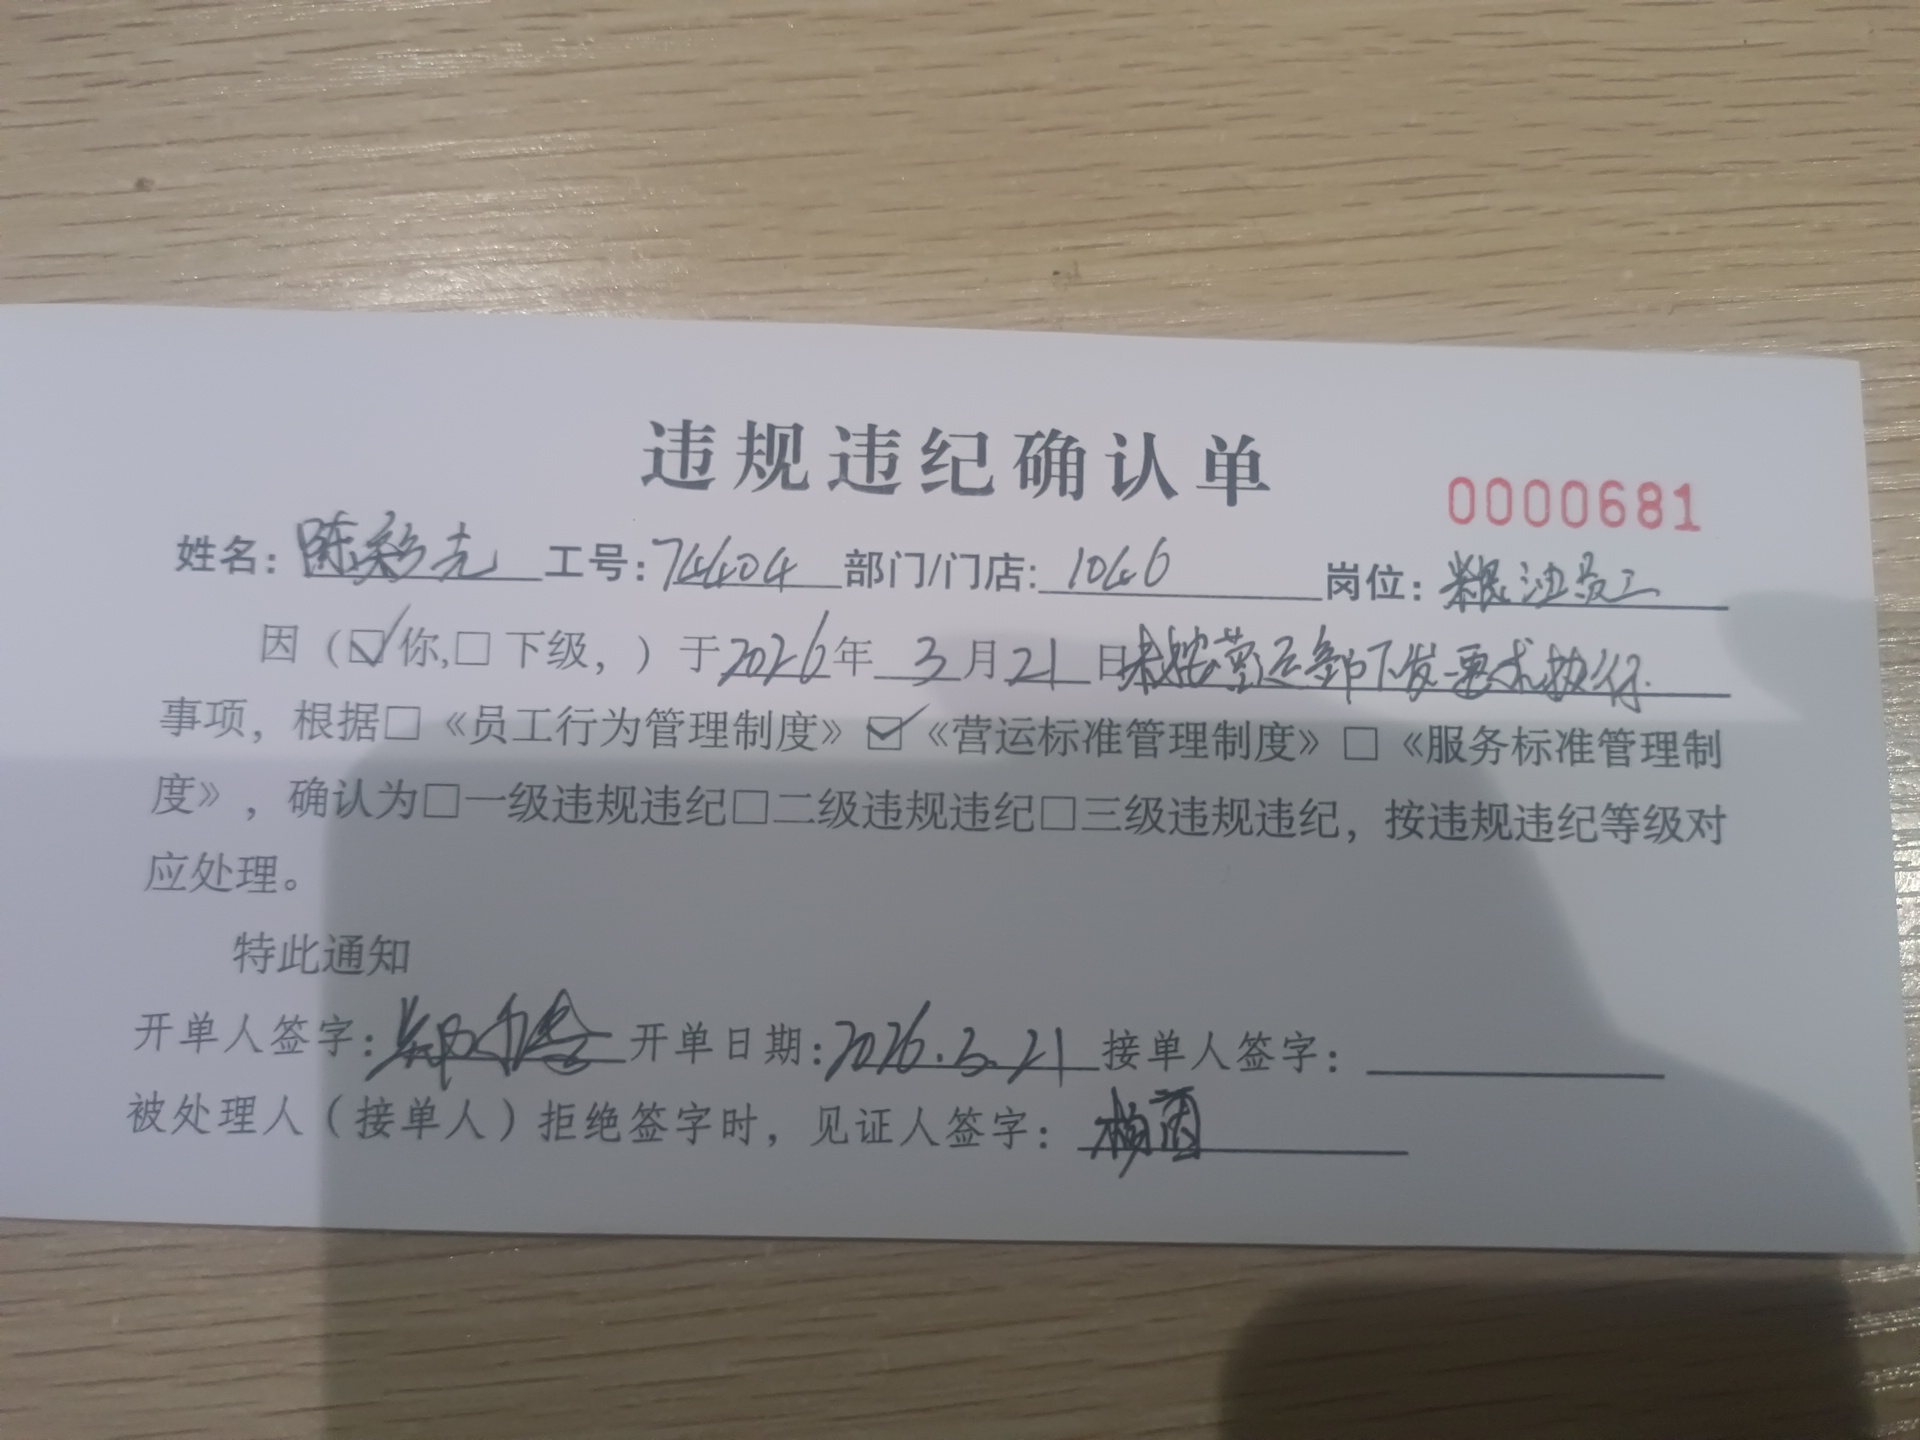 违规违纪确认单
0000681
姓名：陈彩克 工号：74404 部门/门店：1046 岗位：粮油员工
因（☑你,☐下级，）于2026年3月21日未按营运部下发要求执行
事项，根据☐《员工行为管理制度》☑《营运标准管理制度》☐《服务标准管理制
度》，确认为☐一级违规违纪☐二级违规违纪☐三级违规违纪，按违规违纪等级对
应处理。
特此通知
开单人签字： 开单日期：2026.3.21 接单人签字：
被处理人（接单人）拒绝签字时，见证人签字：